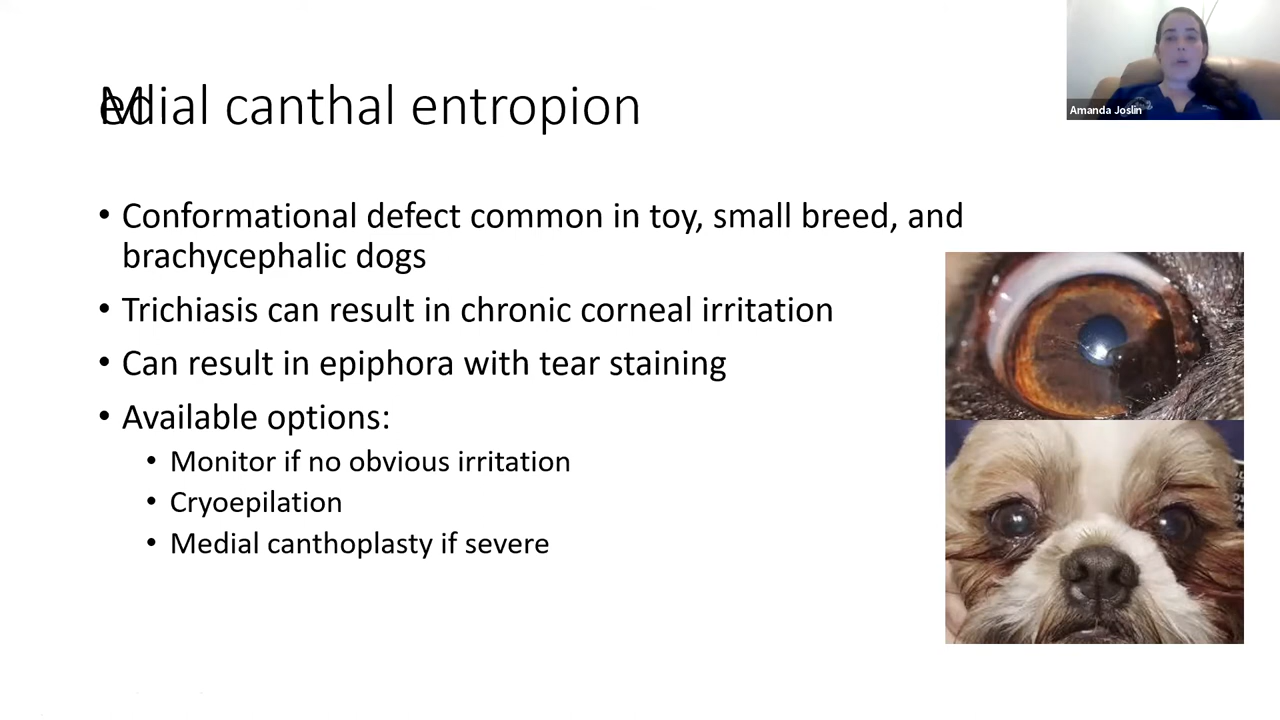 Medial canthal entropion
Amanda Joslin
• Conformational defect common in toy, small breed, and
brachycephalic dogs
• Trichiasis can result in chronic corneal irritation
• Can result in epiphora with tear staining
• Available options:
• Monitor if no obvious irritation
• Cryoepilation
• Medial canthoplasty if severe